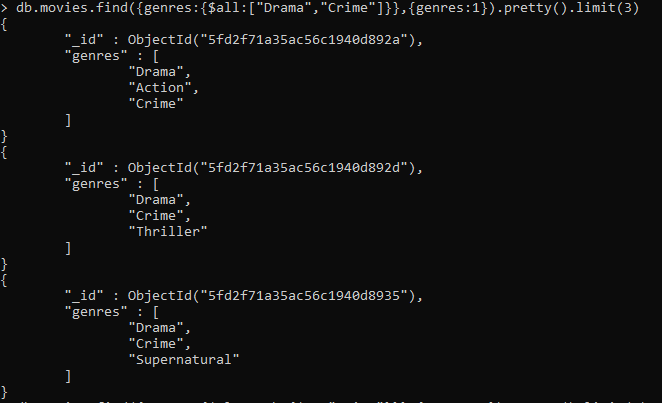 > db.movies.find({genres:{$all:["Drama","Crime"]}},{genres:1}).pretty().limit(3)
{
"_id" : ObjectId("5fd2f71a35ac56c1940d892a"),
"genres" : [
"Drama",
"Action",
"Crime"
]
}
{
"_id" : ObjectId("5fd2f71a35ac56c1940d892d"),
"genres" : [
"Drama",
"Crime",
"Thriller"
]
}
{
"_id" : ObjectId("5fd2f71a35ac56c1940d8935"),
"genres" : [
"Drama",
"Crime",
"Supernatural"
]
}